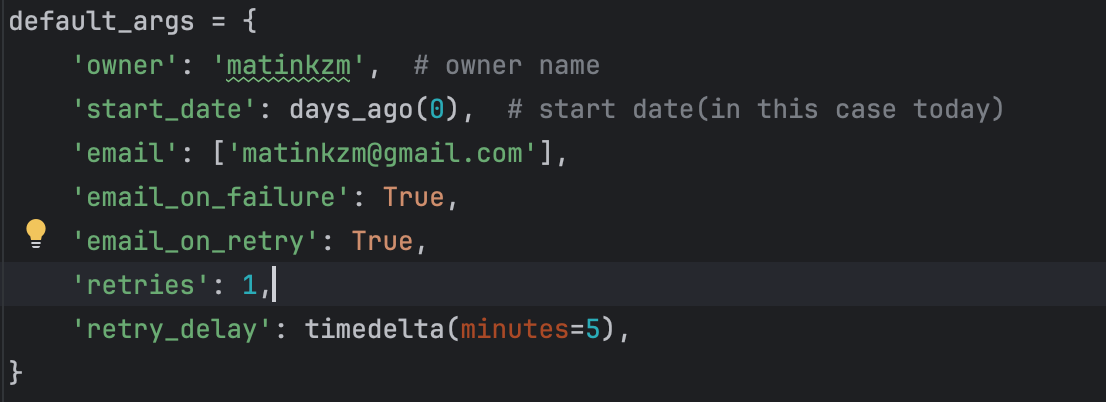 default_args = {
    'owner': 'matinkzm',  # owner name
    'start_date': days_ago(0),  # start date(in this case today)
    'email': ['matinkzm@gmail.com'],
    'email_on_failure': True,
    'email_on_retry': True,
    'retries': 1,
    'retry_delay': timedelta(minutes=5),
}